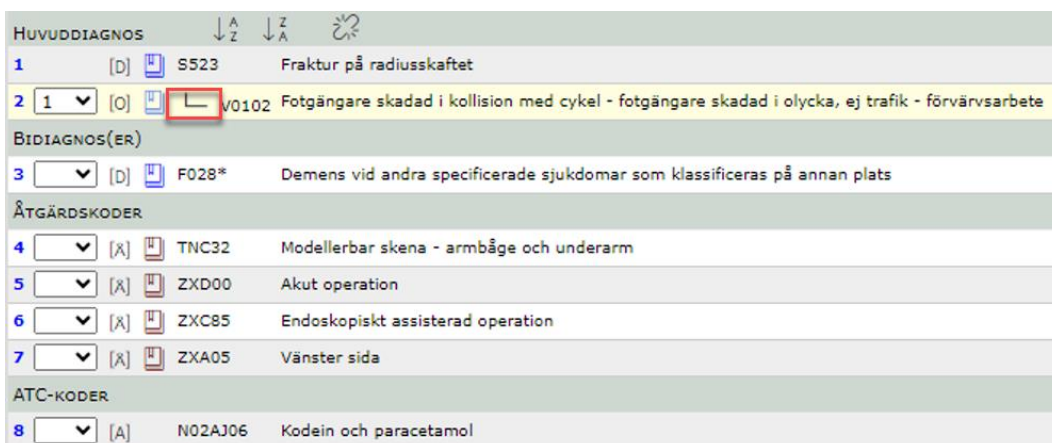 HUVUDDIAGNOS A Z Z A
1 [D] S523 Fraktur på radiusskaftet
2 1 [O] V0102 Fotgängare skadad i kollision med cykel - fotgängare skadad i olycka, ej trafik - förvärvsarbete
BIDIAGNOS(ER)
3 [D] F028* Demens vid andra specificerade sjukdomar som klassificeras på annan plats
ÅTGÄRDSKODER
4 [Å] TNC32 Modellerbar skena - armbåge och underarm
5 [Å] ZXD00 Akut operation
6 [Å] ZXC85 Endoskopiskt assisterad operation
7 [Å] ZXA05 Vänster sida
ATC-KODER
8 [A] N02AJ06 Kodein och paracetamol